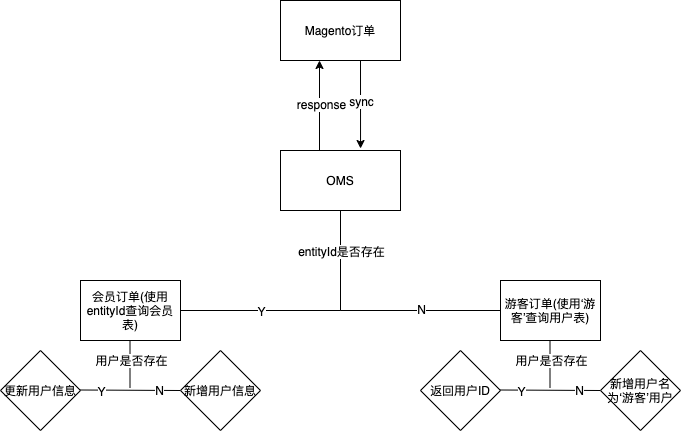 Magento订单
response
sync
OMS
entityId是否存在
会员订单(使用
entityId查询会员
表)
Y
N
游客订单(使用‘游
客’查询用户表)
用户是否存在
用户是否存在
更新用户信息
Y
N
新增用户信息
返回用户ID
Y
N
新增用户名
为‘游客’用户